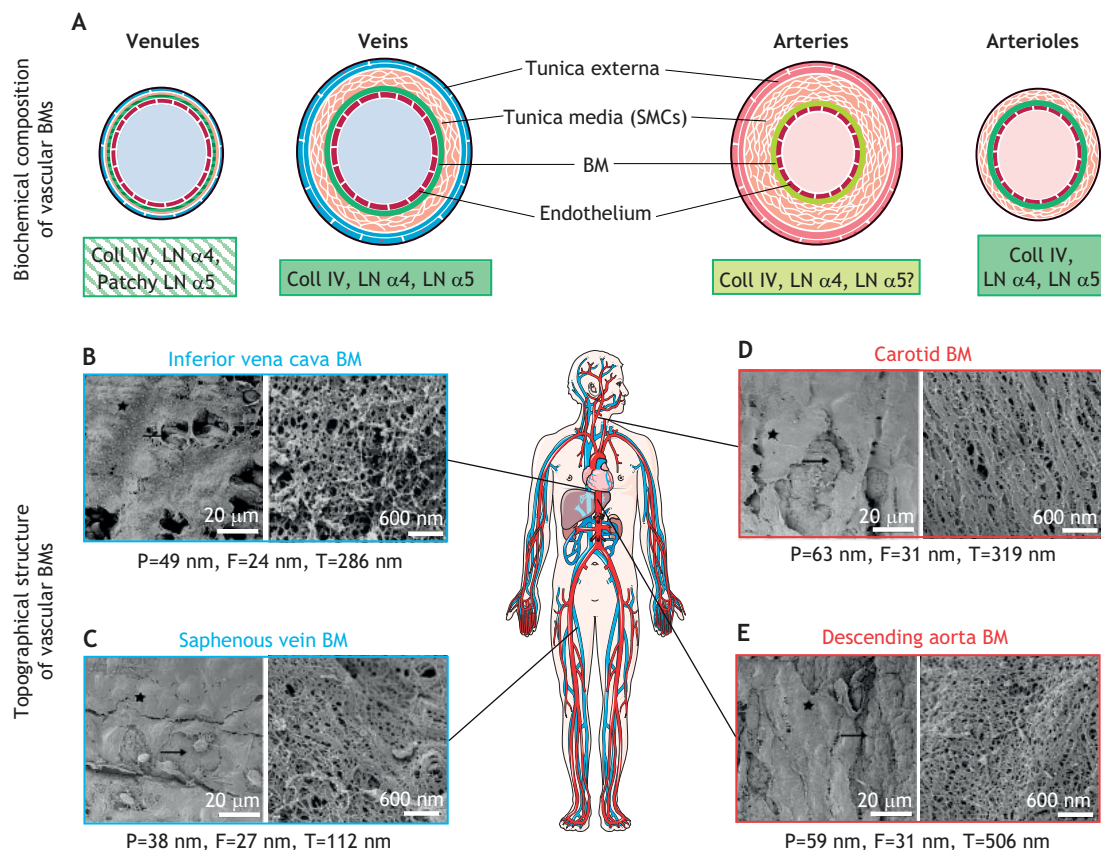 A
Venules
Veins
Arteries
Arterioles
Tunica externa
Tunica media (SMCs)
BM
Endothelium
Biochemical composition
of vascular BMs
Coll IV, LN α4,
Patchy LN α5
Coll IV, LN α4, LN α5
Coll IV, LN α4, LN α5?
Coll IV,
LN α4, LN α5
Topographical structure
of vascular BMs
B
Inferior vena cava BM
20 μm
600 nm
P=49 nm, F=24 nm, T=286 nm
C
Saphenous vein BM
20 μm
600 nm
P=38 nm, F=27 nm, T=112 nm
D
Carotid BM
20 μm
600 nm
P=63 nm, F=31 nm, T=319 nm
E
Descending aorta BM
20 μm
600 nm
P=59 nm, F=31 nm, T=506 nm